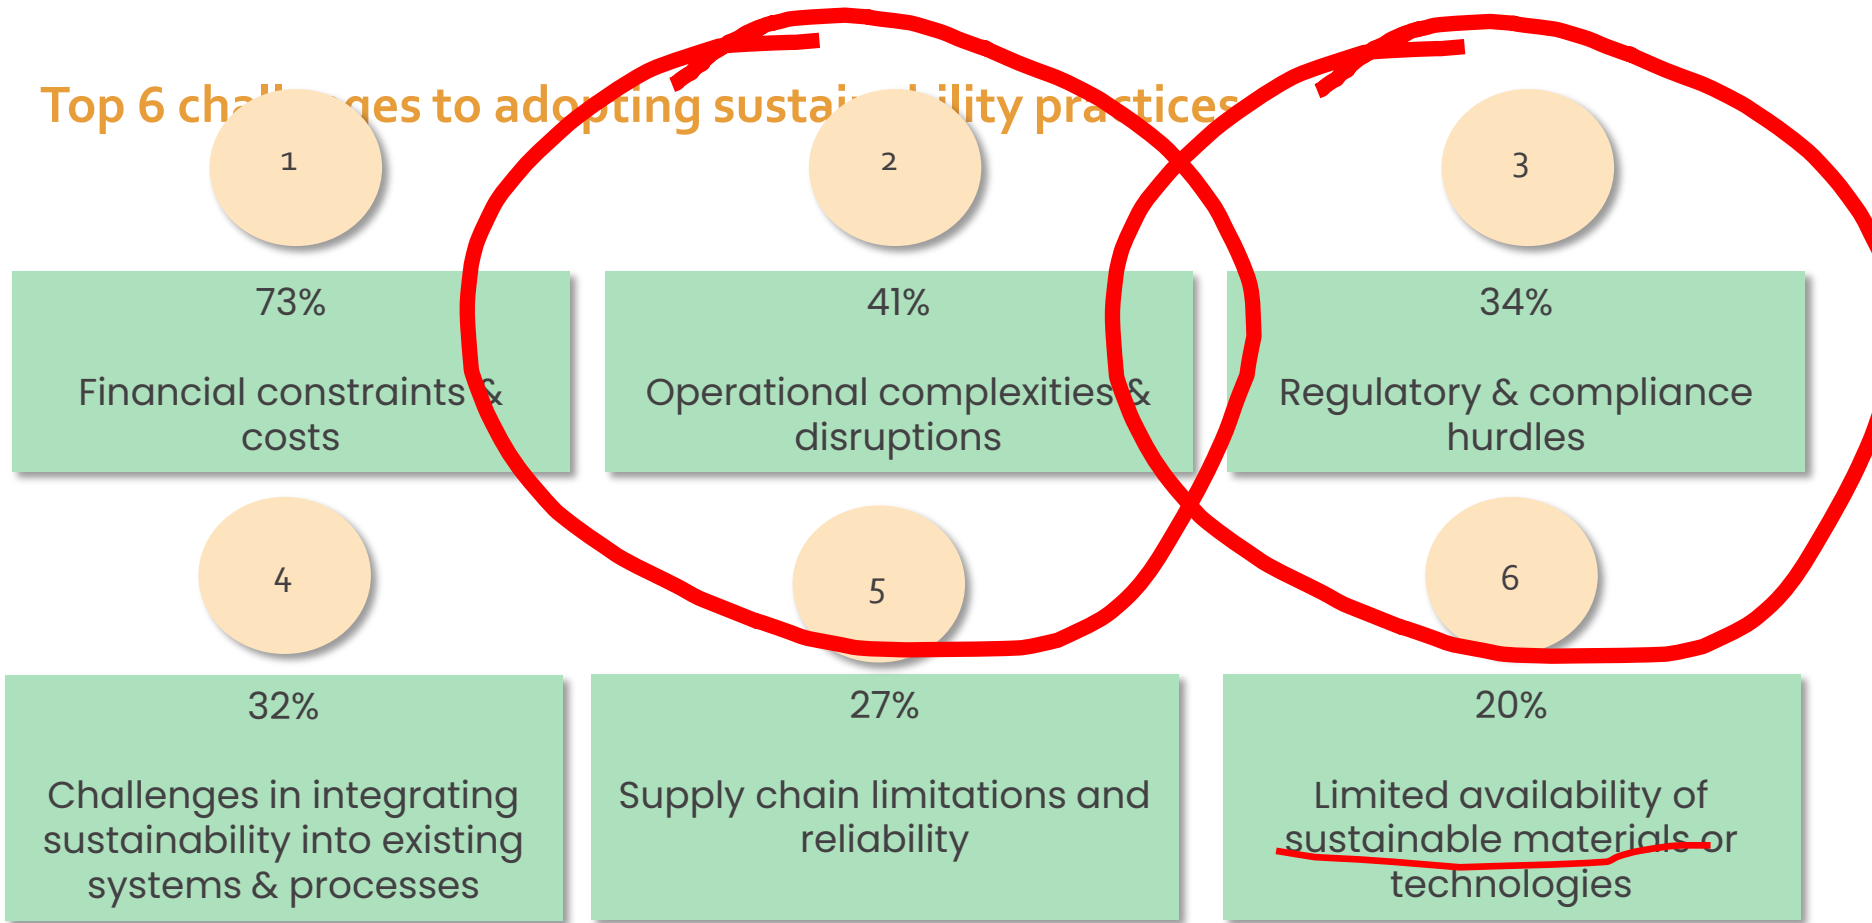 Top 6 challenges to adopting sustainability practices
1
2
3
73%
Financial constraints &
costs
41%
Operational complexities &
disruptions
34%
Regulatory & compliance
hurdles
4
5
6
32%
Challenges in integrating
sustainability into existing
systems & processes
27%
Supply chain limitations and
reliability
20%
Limited availability of
sustainable materials or
technologies